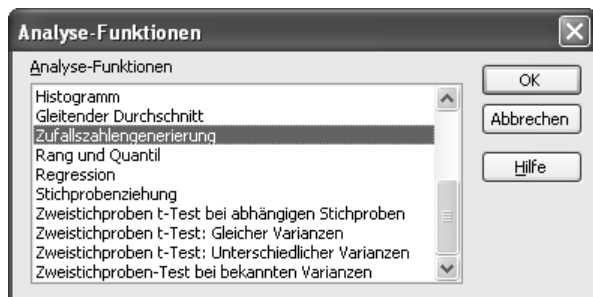 Analyse-Funktionen
Analyse-Funktionen
Histogramm
Gleitender Durchschnitt
Zufallszahlengenerierung
Rang und Quantil
Regression
Stichprobenziehung
Zweistichproben t-Test bei abhängigen Stichproben
Zweistichproben t-Test: Gleicher Varianzen
Zweistichproben t-Test: Unterschiedlicher Varianzen
Zweistichproben-Test bei bekannten Varianzen
OK
Abbrechen
Hilfe